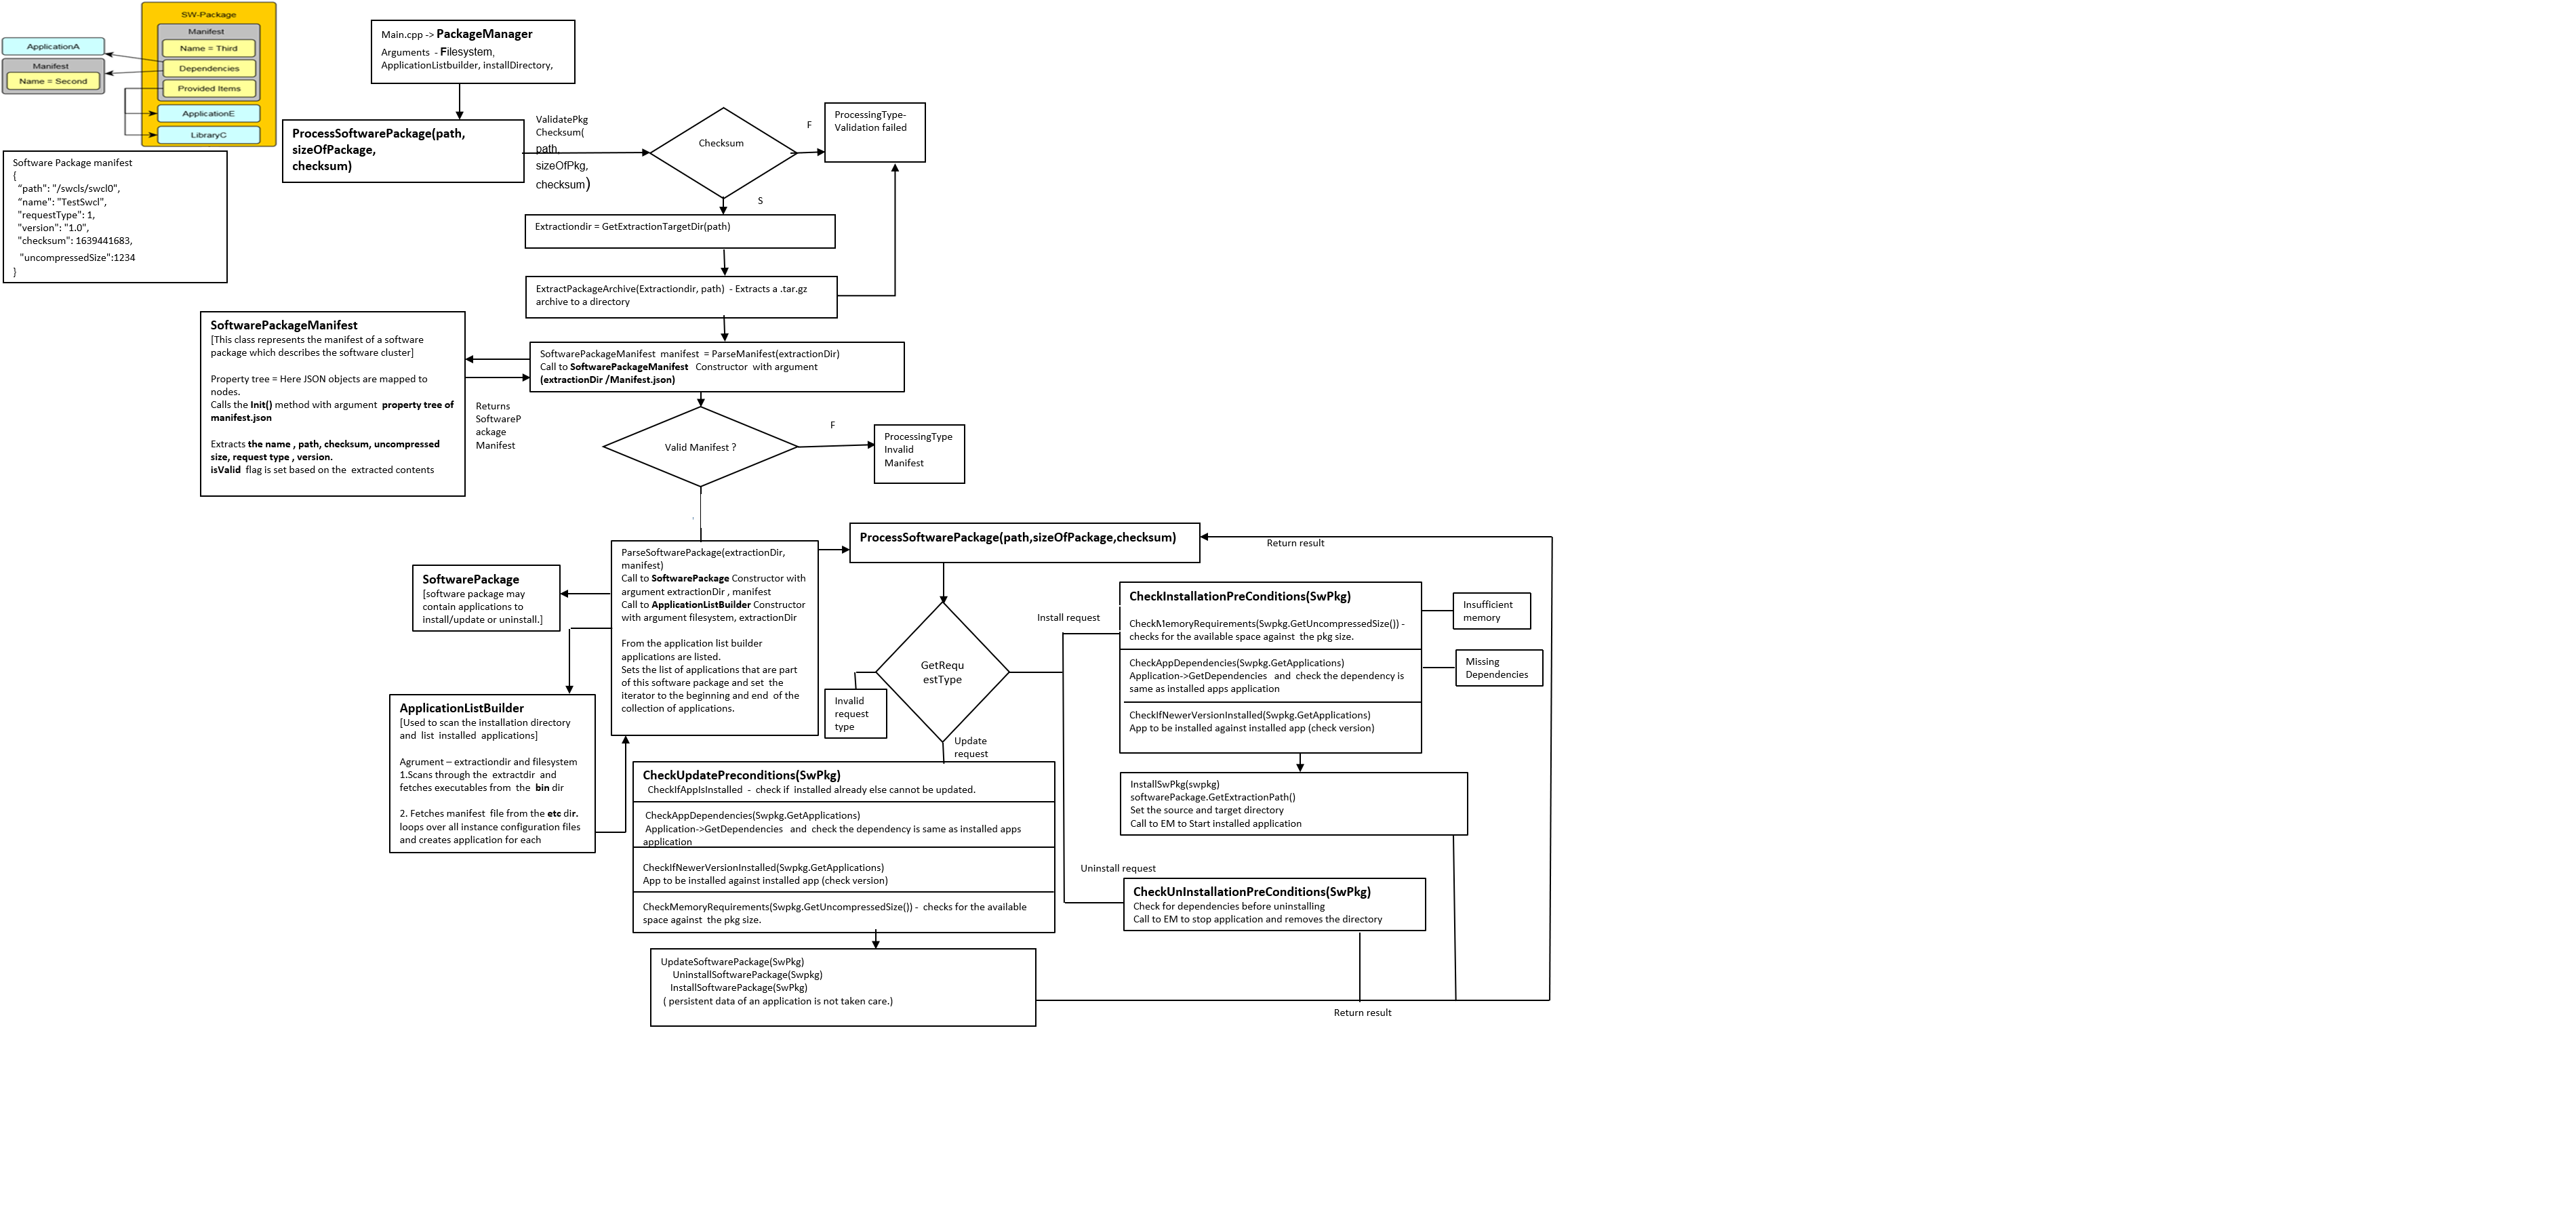 SW-Package
Manifest
Name = Third
Dependencies
Provided Items
ApplicationE
LibraryC
ApplicationA
Manifest
Name = Second
Software Package manifest
{
“path": "/swcls/swcl0",
“name": "TestSwcl",
"requestType": 1,
"version": "1.0",
"checksum": 1639441683,
"uncompressedSize":1234
}
Main.cpp -> PackageManager
Arguments - Filesystem,
ApplicationListbuilder, installDirectory,
ProcessSoftwarePackage(path,
sizeOfPackage,
checksum)
ValidatePkg
Checksum(
path,
sizeOfPkg,
checksum)
Checksum
F
ProcessingType-
Validation failed
S
Extractiondir = GetExtractionTargetDir(path)
ExtractPackageArchive(Extractiondir, path) - Extracts a .tar.gz
archive to a directory
SoftwarePackageManifest manifest = ParseManifest(extractionDir)
Call to SoftwarePackageManifest Constructor with argument
(extractionDir /Manifest.json)
SoftwarePackageManifest
[This class represents the manifest of a software
package which describes the software cluster]
Property tree = Here JSON objects are mapped to
nodes.
Calls the Init() method with argument property tree of
manifest.json
Extracts the name , path, checksum, uncompressed
size, request type , version.
isValid flag is set based on the extracted contents
Returns
SoftwareP
ackage
Manifest
Valid Manifest ?
F
ProcessingType
Invalid
Manifest
ParseSoftwarePackage(extractionDir,
manifest)
Call to SoftwarePackage Constructor with
argument extractionDir , manifest
Call to ApplicationListBuilder Constructor
with argument filesystem, extractionDir
From the application list builder
applications are listed.
Sets the list of applications that are part
of this software package and set the
iterator to the beginning and end of the
collection of applications.
SoftwarePackage
[software package may
contain applications to
install/update or uninstall.]
ApplicationListBuilder
[Used to scan the installation directory
and list installed applications]
Agrument – extractiondir and filesystem
1.Scans through the extractdir and
fetches executables from the bin dir
2. Fetches manifest file from the etc dir.
loops over all instance configuration files
and creates application for each
ProcessSoftwarePackage(path,sizeOfPackage,checksum)
Return result
GetRequ
estType
Invalid
request
type
Install request
Update
request
Uninstall request
CheckInstallationPreConditions(SwPkg)
CheckMemoryRequirements(Swpkg.GetUncompressedSize()) -
checks for the available space against the pkg size.
CheckAppDependencies(Swpkg.GetApplications)
Application->GetDependencies and check the dependency is
same as installed apps application
CheckIfNewerVersionInstalled(Swpkg.GetApplications)
App to be installed against installed app (check version)
Insufficient
memory
Missing
Dependencies
InstallSwPkg(swpkg)
softwarePackage.GetExtractionPath()
Set the source and target directory
Call to EM to Start installed application
CheckUnInstallationPreConditions(SwPkg)
Check for dependencies before uninstalling
Call to EM to stop application and removes the directory
CheckUpdatePreconditions(SwPkg)
CheckIfAppIsInstalled - check if installed already else cannot be updated.
CheckAppDependencies(Swpkg.GetApplications)
Application->GetDependencies and check the dependency is same as installed apps
application
CheckIfNewerVersionInstalled(Swpkg.GetApplications)
App to be installed against installed app (check version)
CheckMemoryRequirements(Swpkg.GetUncompressedSize()) - checks for the available
space against the pkg size.
UpdateSoftwarePackage(SwPkg)
UninstallSoftwarePackage(Swpkg)
InstallSoftwarePackage(SwPkg)
( persistent data of an application is not taken care.)
Return result